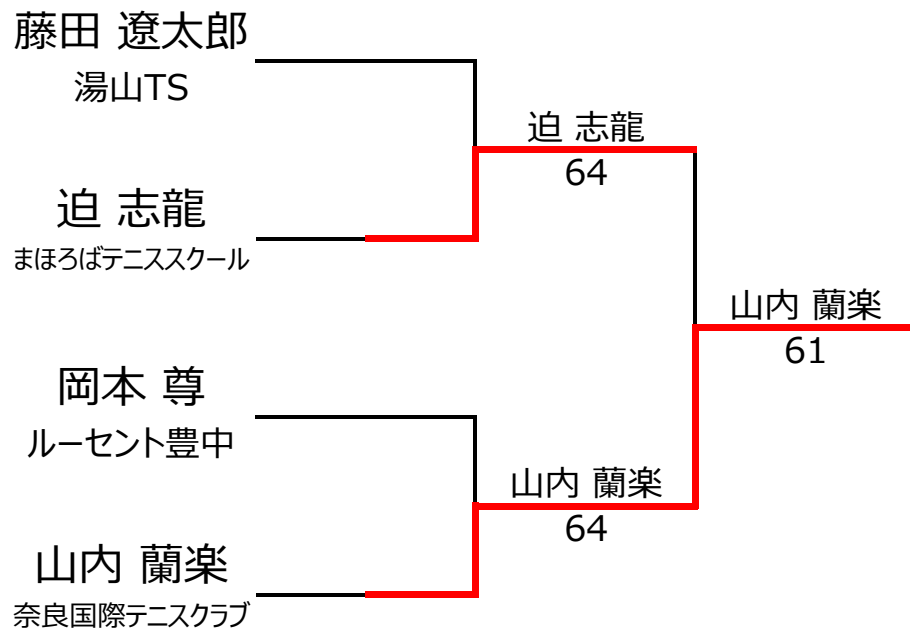 藤田 遼太郎
湯山TS
迫 志龍
64
迫 志龍
まほろばテニススクール
山内 蘭楽
61
岡本 尊
ルーセント豊中
山内 蘭楽
64
山内 蘭楽
奈良国際テニスクラブ